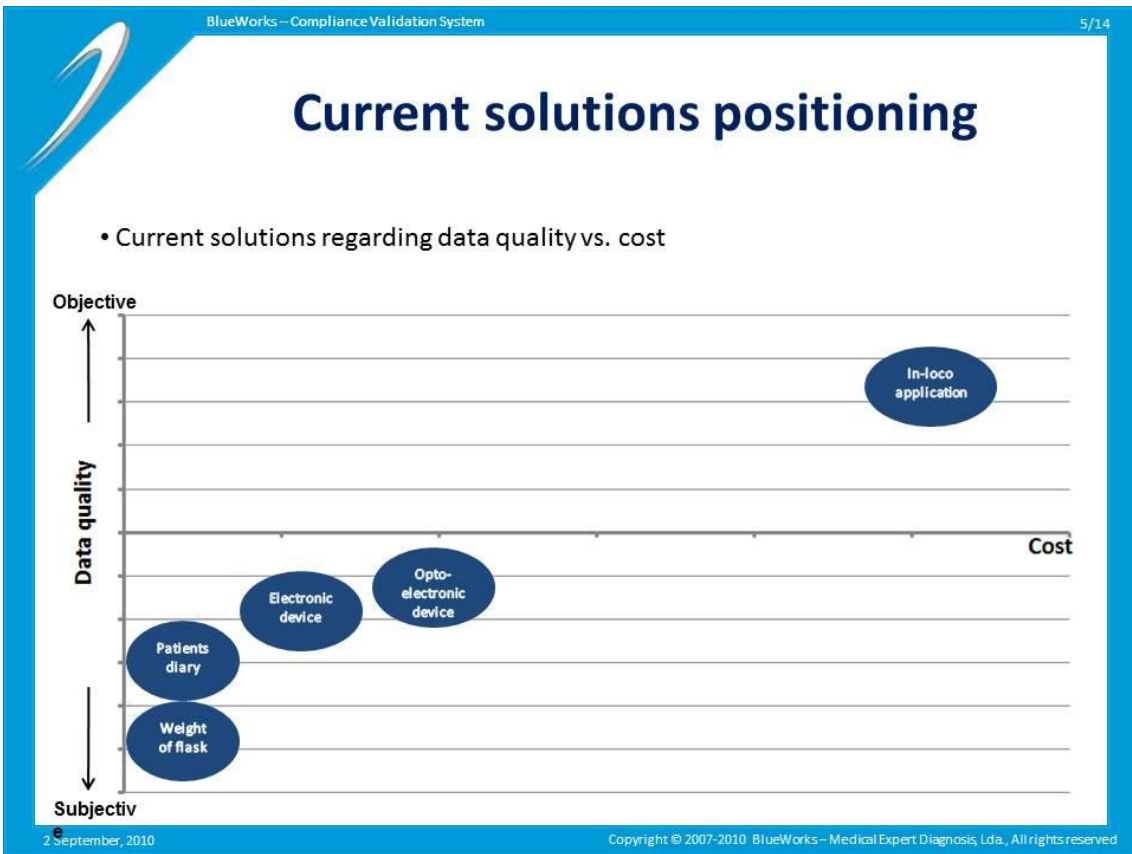 BlueWorks – Compliance Validation System
5/14
Current solutions positioning
• Current solutions regarding data quality vs. cost
Objective
In-loco
application
Data quality
Cost
Opto-
electronic
device
Electronic
device
Patients
diary
Weight
of flask
Subjectiv
e
2 September, 2010
Copyright © 2007-2010 BlueWorks – Medical Expert Diagnosis, Lda., All rights reserved